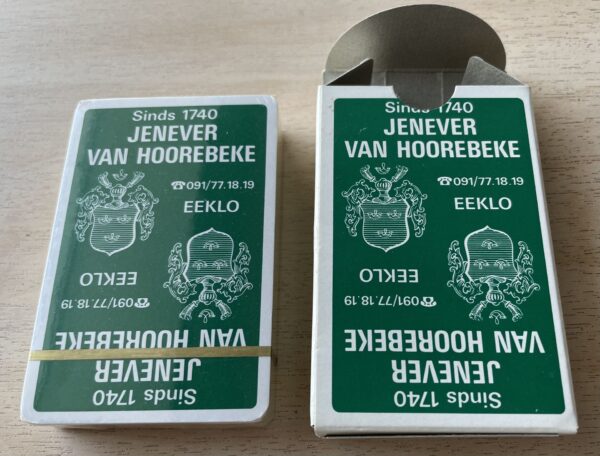 Sinds 1740
JENEVER
VAN HOOREBEKE
☎091/77.18.19
EEKLO
EEKLO
☎091/77.18.19
VAN HOOREBEKE
JENEVER
Sinds 1740
Sinds 1740
JENEVER
VAN HOOREBEKE
☎091/77.18.19
EEKLO
EEKLO
☎091/77.18.19
VAN HOOREBEKE
JENEVER
Sinds 1740